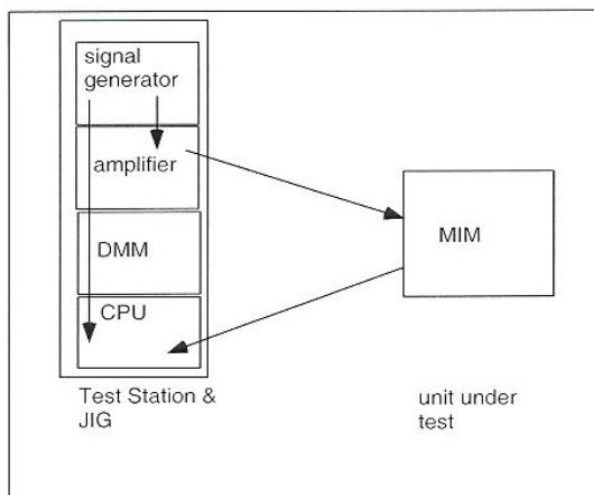 signal
generator
amplifier
DMM
CPU
MIM
Test Station &
JIG
unit under
test